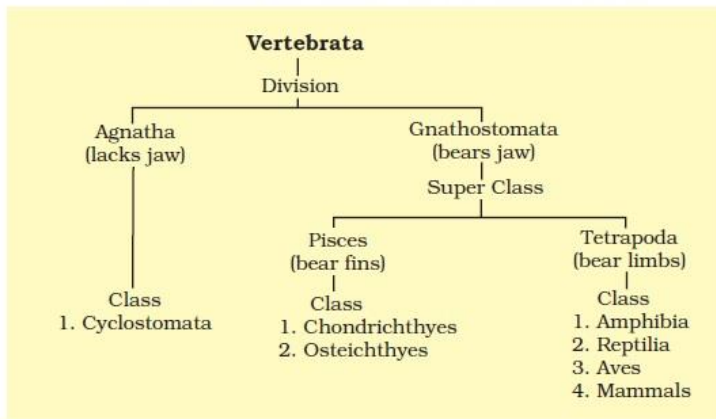 Vertebrata
Division
Agnatha
(lacks jaw)
Gnathostomata
(bears jaw)
Super Class
Pisces
(bear fins)
Tetrapoda
(bear limbs)
Class
1. Cyclostomata
Class
1. Chondrichthyes
2. Osteichthyes
Class
1. Amphibia
2. Reptilia
3. Aves
4. Mammals